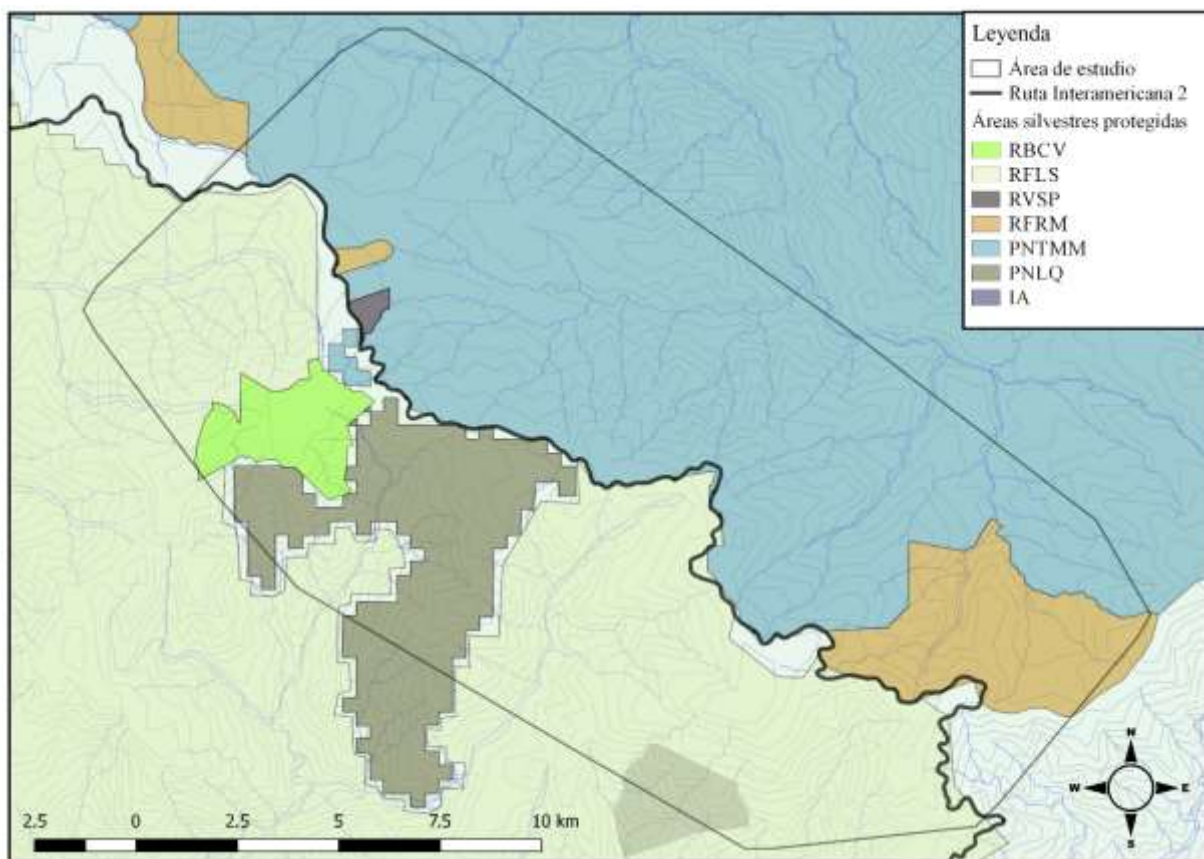 Leyenda
Área de estudio
Ruta Interamericana 2
Áreas silvestres protegidas
RBCV
RFLS
RVSP
RFRM
PNTMM
PNLQ
IA
N
W E
S
2.5 0 2.5 5 7.5 10 km